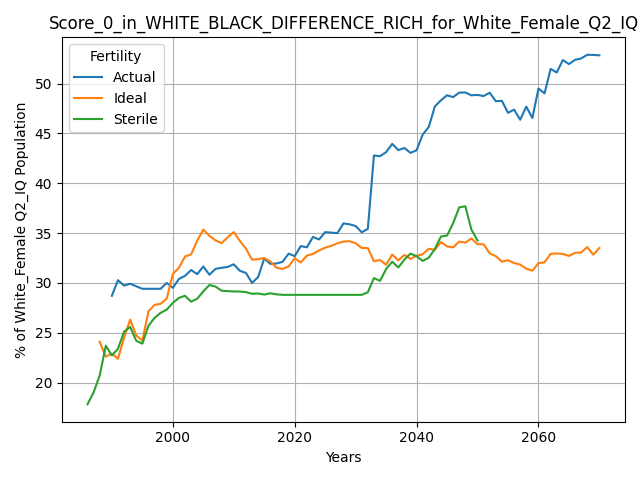 Score_0_in_WHITE_BLACK_DIFFERENCE_RICH_for_White_Female_Q2_IQ
Fertility
Actual
Ideal
Sterile
% of White_Female Q2_IQ Population
50
45
40
35
30
25
20
2000
2020
2040
2060
Years